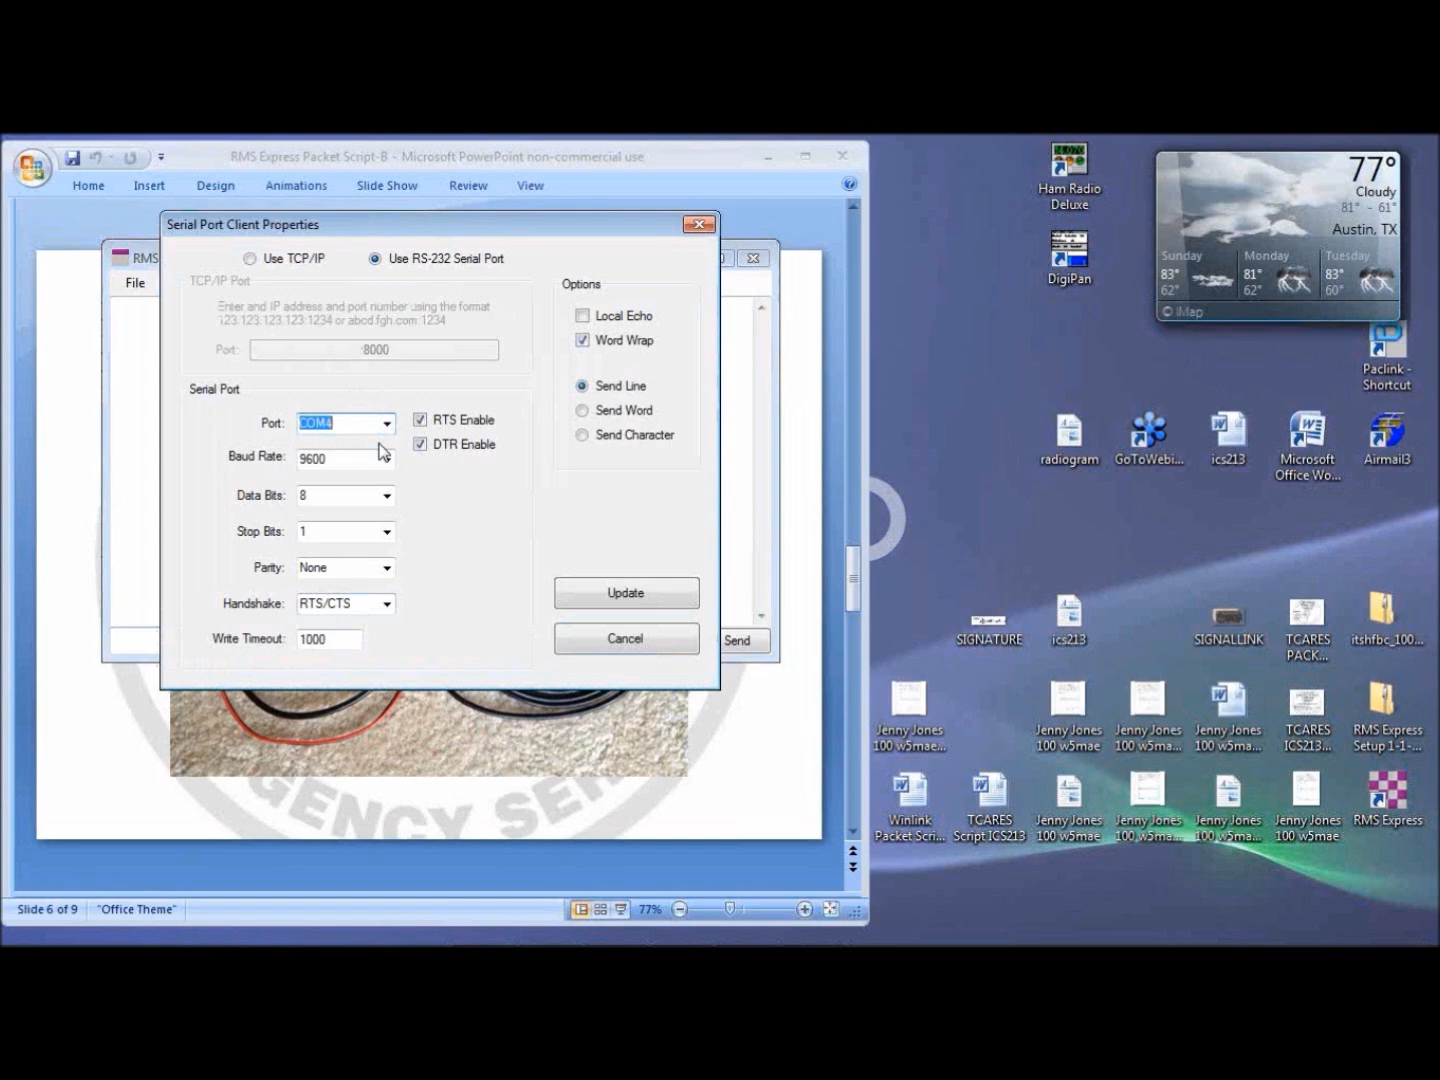 RMS Express Packet Script-B - Microsoft PowerPoint non-commercial use
Home Insert Design Animations Slide Show Review View
Serial Port Client Properties
RMS
File
Use TCP/IP Use RS-232 Serial Port
TCP/IP Port
Enter and IP address and port number using the format
123.123.123.123:1234 or abcd.fgh.com:1234
Port: :8000
Serial Port
Port: COM4
RTS Enable
DTR Enable
Baud Rate: 9600
Data Bits: 8
Stop Bits: 1
Parity: None
Handshake: RTS/CTS
Write Timeout: 1000
Options
Local Echo
Word Wrap
Send Line
Send Word
Send Character
Update
Cancel
Send
GENCY SER
Slide 6 of 9 "Office Theme" 77%
Ham Radio
Deluxe
DigiPan
77°
Cloudy
81° - 61°
Austin, TX
Sunday Monday Tuesday
83° 81° 83°
62° 62° 60°
© iMap
Paclink -
Shortcut
radiogram
GoToWebi...
ics213
Microsoft
Office Wo...
Airmail3
SIGNATURE
ics213
SIGNALLINK
TCARES
PACK...
itshfbc_100...
Jenny Jones
100 w5mae...
Jenny Jones
100 w5mae
Jenny Jones
100 w5ma...
Jenny Jones
100 w5ma...
TCARES
ICS213...
RMS Express
Setup 1-1-...
Winlink
Packet Scri...
TCARES
Script ICS213
Jenny Jones
100 w5ma...
Jenny Jones
100 w5ma...
Jenny Jones
100 w5ma...
Jenny Jones
100 w5mae
RMS Express